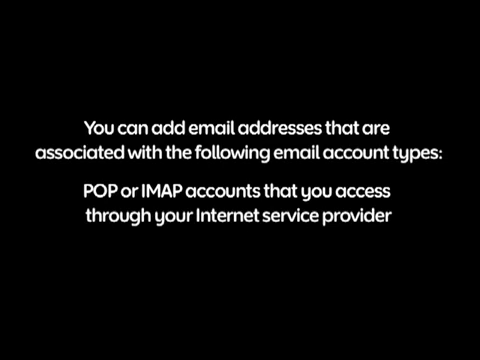 You can add email addresses that are
associated with the following email account types:
POP or IMAP accounts that you access
through your Internet service provider